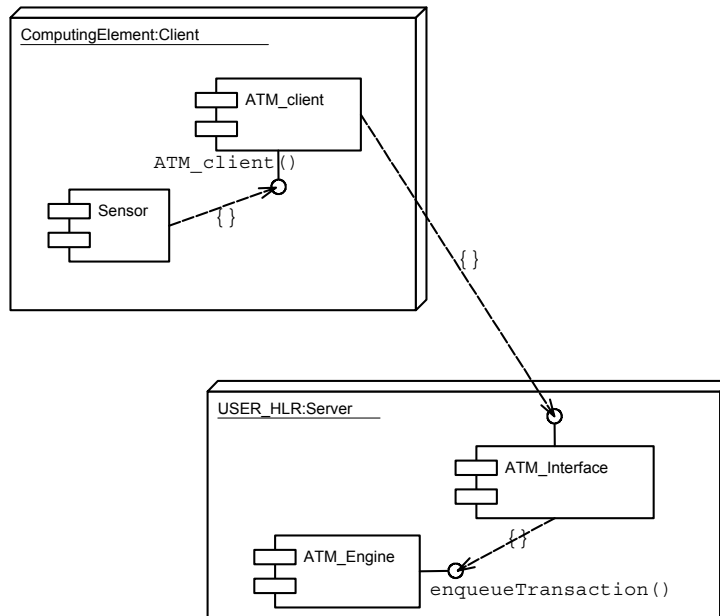 ComputingElement:Client
ATM_client
ATM_client()
Sensor
{}
{}
USER_HLR:Server
ATM_Interface
{}
ATM_Engine
enqueueTransaction()